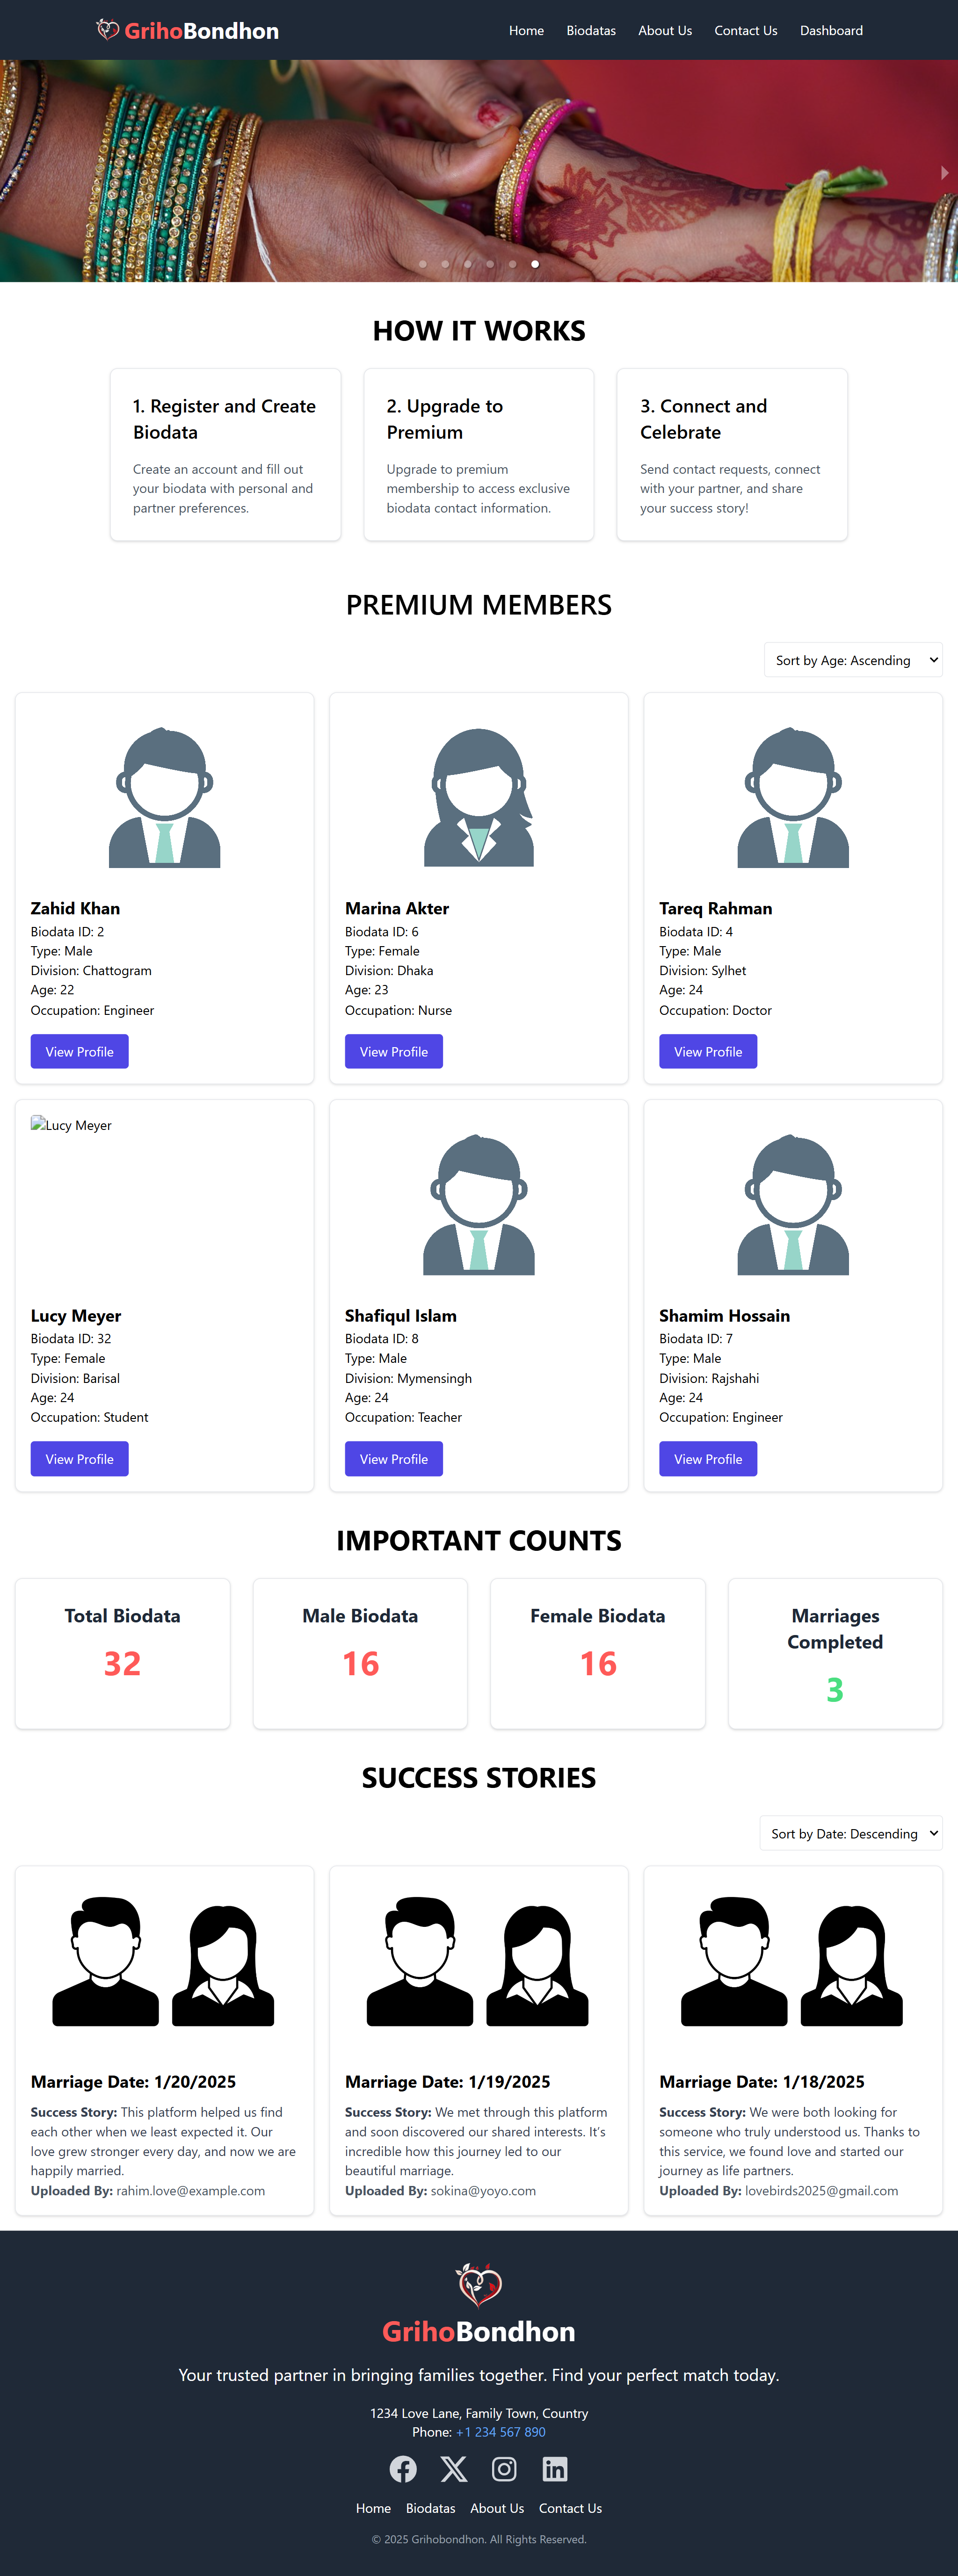 GrihoBondhon
Home Biodatas About Us Contact Us Dashboard
HOW IT WORKS
1. Register and Create
Biodata
Create an account and fill out
your biodata with personal and
partner preferences.
2. Upgrade to
Premium
Upgrade to premium
membership to access exclusive
biodata contact information.
3. Connect and
Celebrate
Send contact requests, connect
with your partner, and share
your success story!
PREMIUM MEMBERS
Sort by Age: Ascending
Zahid Khan
Biodata ID: 2
Type: Male
Division: Chattogram
Age: 22
Occupation: Engineer
View Profile
Marina Akter
Biodata ID: 6
Type: Female
Division: Dhaka
Age: 23
Occupation: Nurse
View Profile
Tareq Rahman
Biodata ID: 4
Type: Male
Division: Sylhet
Age: 24
Occupation: Doctor
View Profile
Lucy Meyer
Lucy Meyer
Biodata ID: 32
Type: Female
Division: Barisal
Age: 24
Occupation: Student
View Profile
Shafiqul Islam
Biodata ID: 8
Type: Male
Division: Mymensingh
Age: 24
Occupation: Teacher
View Profile
Shamim Hossain
Biodata ID: 7
Type: Male
Division: Rajshahi
Age: 24
Occupation: Engineer
View Profile
IMPORTANT COUNTS
Total Biodata
32
Male Biodata
16
Female Biodata
16
Marriages
Completed
3
SUCCESS STORIES
Sort by Date: Descending
Marriage Date: 1/20/2025
Success Story: This platform helped us find
each other when we least expected it. Our
love grew stronger every day, and now we are
happily married.
Uploaded By: rahim.love@example.com
Marriage Date: 1/19/2025
Success Story: We met through this platform
and soon discovered our shared interests. It's
incredible how this journey led to our
beautiful marriage.
Uploaded By: sokina@yoyo.com
Marriage Date: 1/18/2025
Success Story: We were both looking for
someone who truly understood us. Thanks to
this service, we found love and started our
journey as life partners.
Uploaded By: lovebirds2025@gmail.com
GrihoBondhon
Your trusted partner in bringing families together. Find your perfect match today.
1234 Love Lane, Family Town, Country
Phone: +1 234 567 890
Home Biodatas About Us Contact Us
© 2025 Grihobondhon. All Rights Reserved.